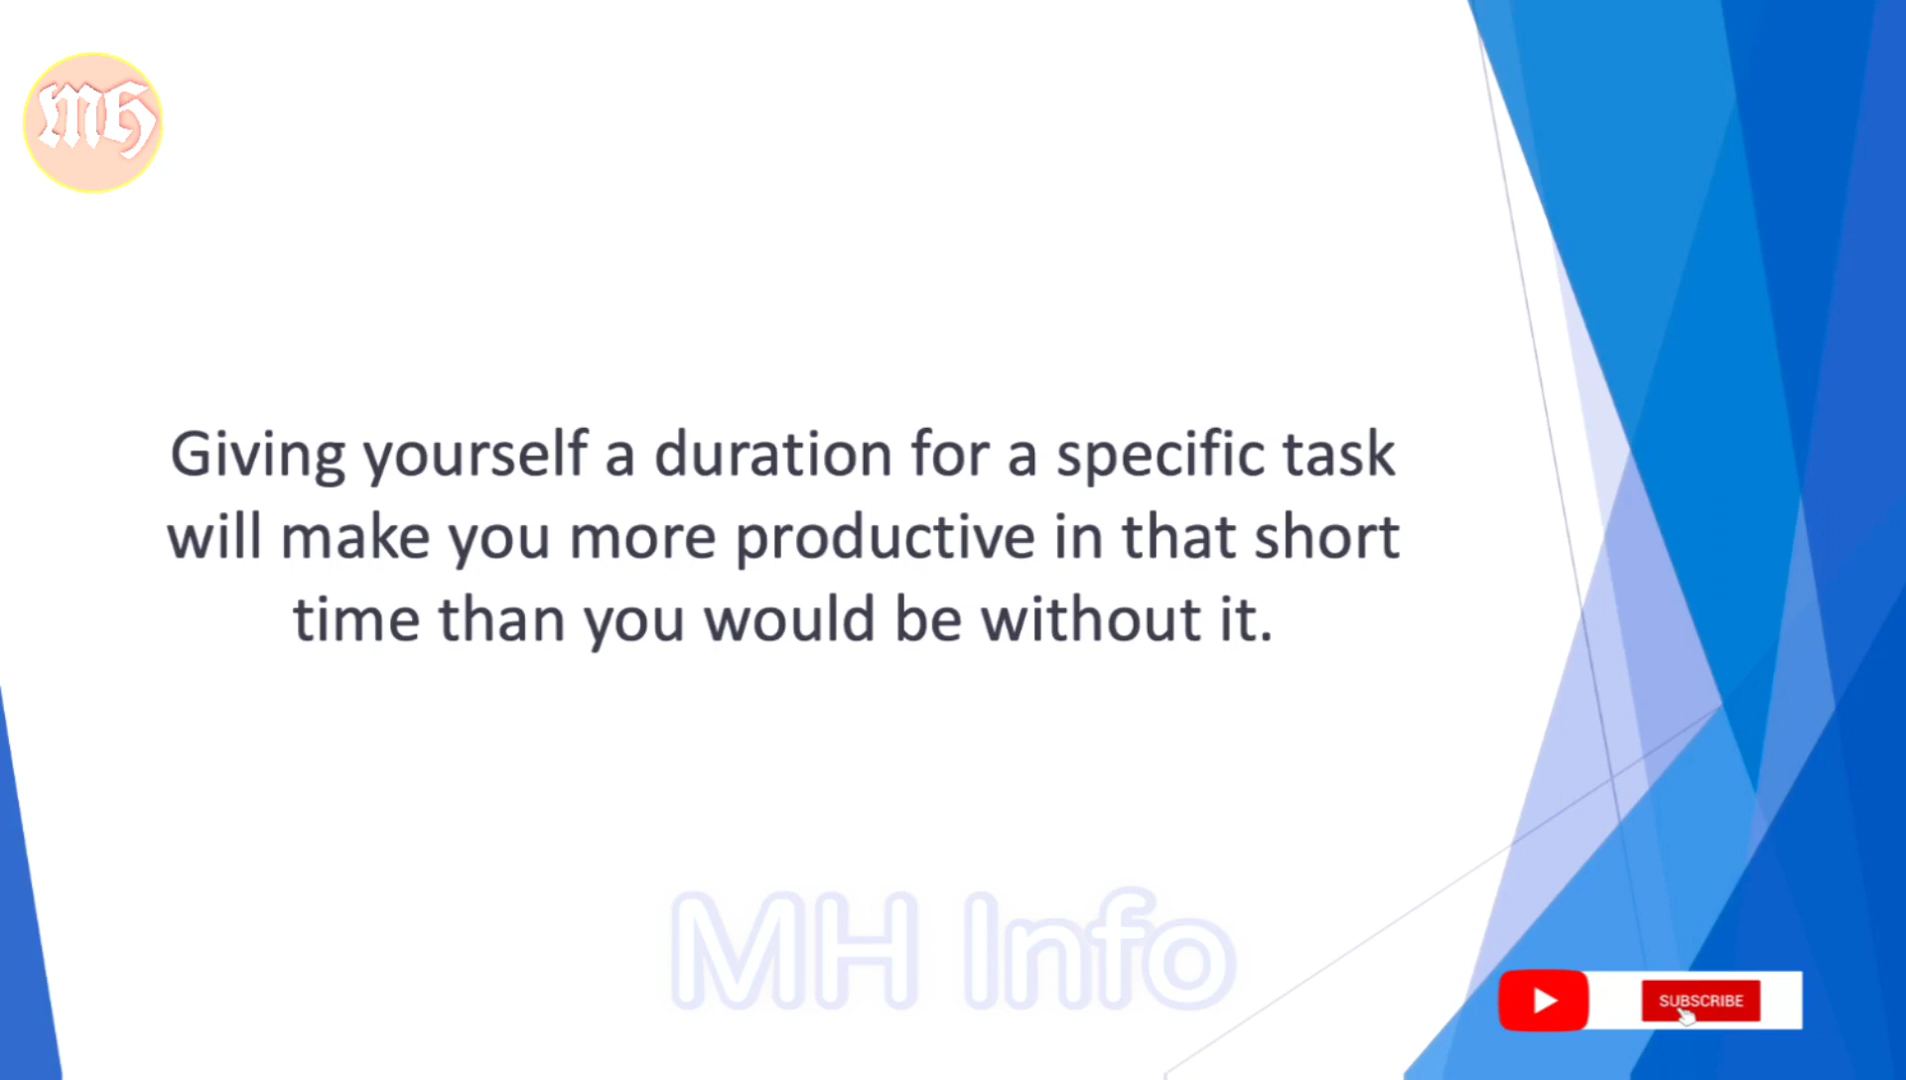 MH
Giving yourself a duration for a specific task
will make you more productive in that short
time than you would be without it.
MH Info
SUBSCRIBE